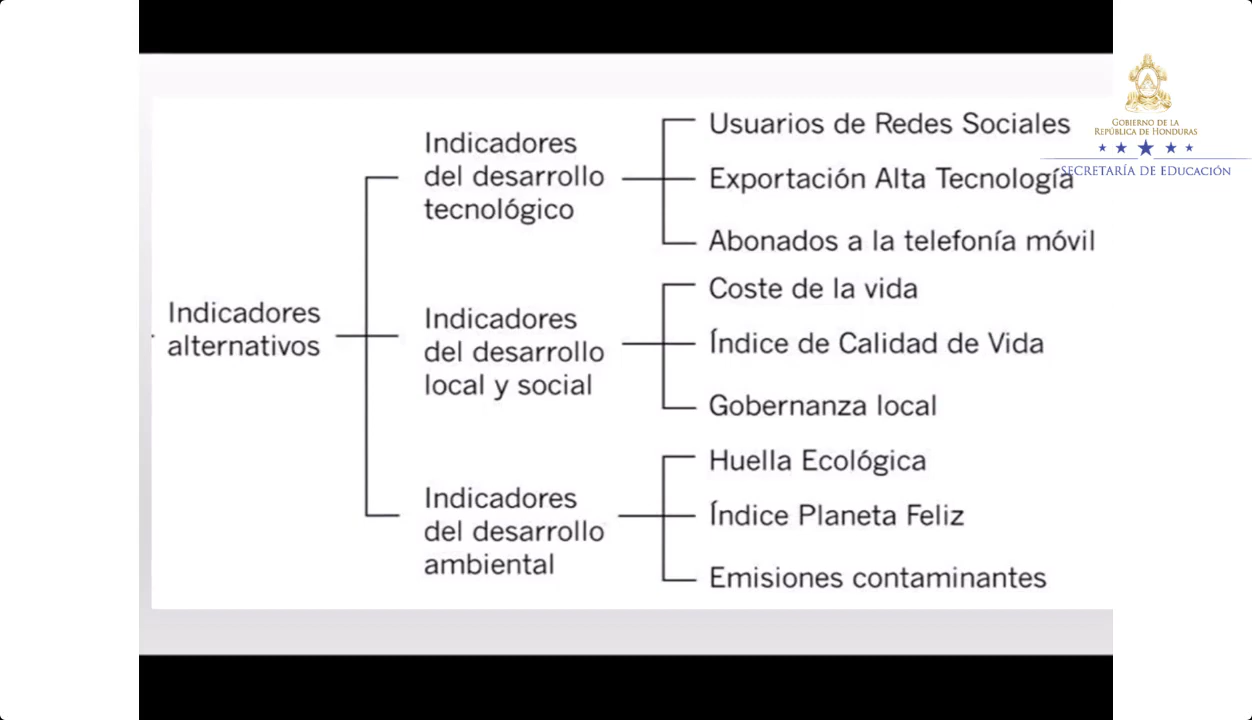 Indicadores
alternativos
Indicadores
del desarrollo
tecnológico
Usuarios de Redes Sociales
Exportación Alta Tecnología
Abonados a la telefonía móvil
Indicadores
del desarrollo
local y social
Coste de la vida
Índice de Calidad de Vida
Gobernanza local
Indicadores
del desarrollo
ambiental
Huella Ecológica
Índice Planeta Feliz
Emisiones contaminantes
GOBIERNO DE LA
REPÚBLICA DE HONDURAS
SECRETARÍA DE EDUCACIÓN